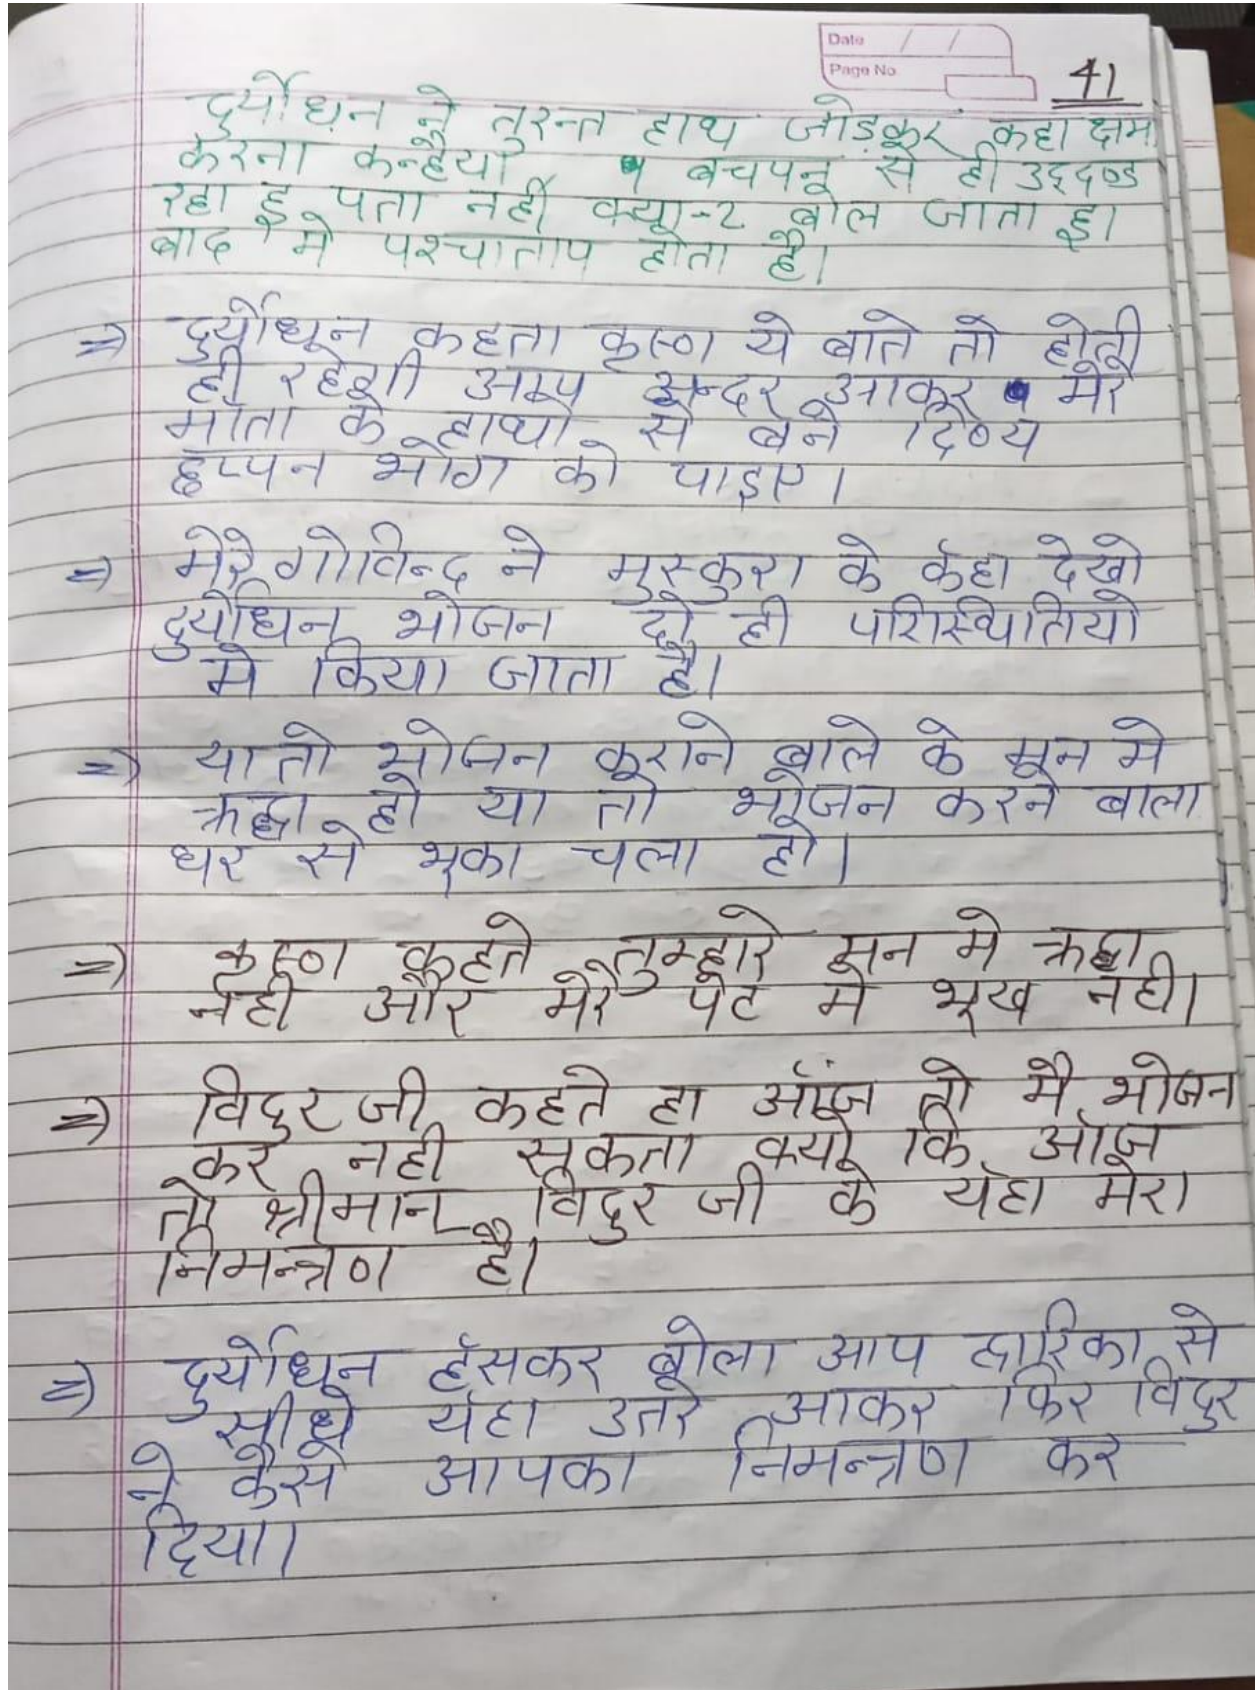 Date / /
Page No
41
दुर्योधन ने तुरन्त हाथ जोड़कर कहा क्षमा
करना कन्हैया बचपन से ही उद्दण्ड
रहा हू पता नहीं क्या-2 बोल जाता हू।
बाद मे पश्चाताप होता है।
=> दुर्योधन कहता कृष्ण ये बाते तो होती
ही रहेगी आप अन्दर आकर मेरे
माता के हाथो से बने दिव्य
छप्पन भोग को पाइए।
=> मेरे गोविन्द ने मुस्कुरा के कहा देखो
दुर्योधन भोजन दो ही परिस्थितियो
मे किया जाता है।
=> या तो भोजन कराने बाले के मन मे
श्रद्धा हो या तो भोजन करने बाला
घर से भूका चला हो।
=> कृष्ण कहते तुम्हारे मन मे श्रद्धा
नही और मेरे पेट मे भूख नही।
=> विदुर जी कहते हा आज तो मै भोजन
कर नही सकता क्यो कि आज
तो श्रीमान विदुर जी के यँहा मेरा
निमन्त्रण है।
=> दुर्योधन हँसकर बोला आप द्वारिका से
सीधे यँहा उतरे आकर फिर विदुर
ने कैसे आपका निमन्त्रण कर
दिया।